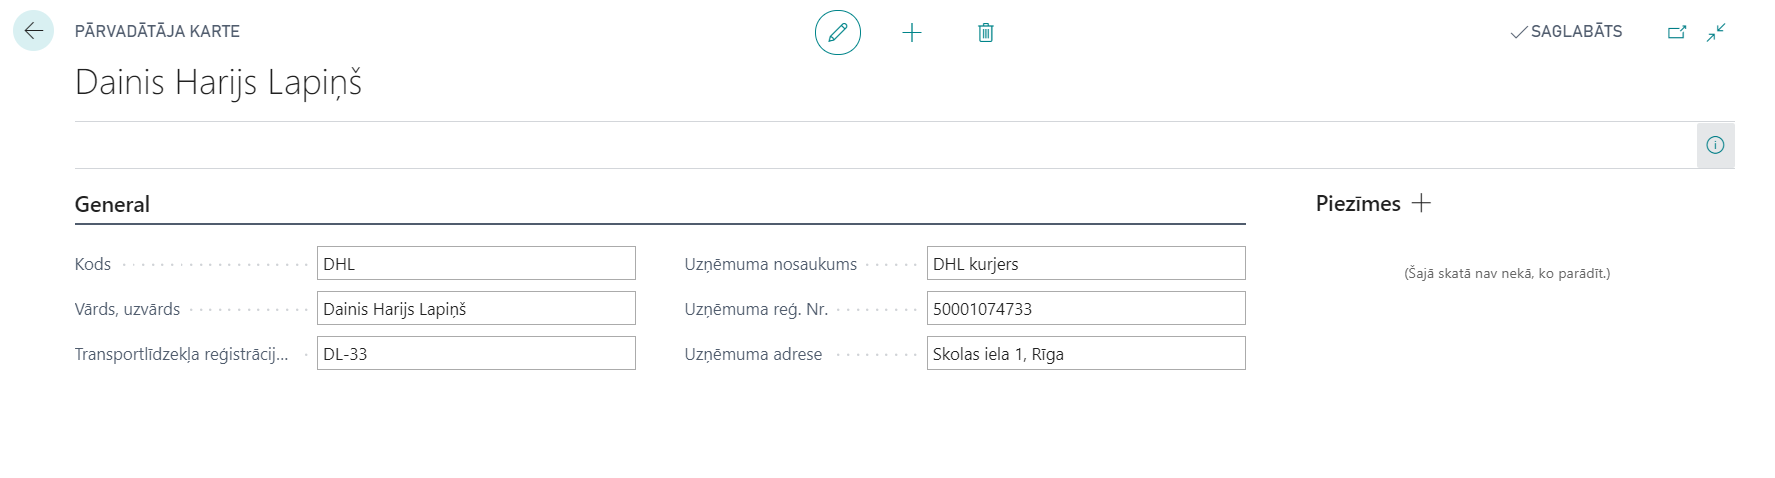 PĀRVADĀTĀJA KARTE
SAGLABĀTS
Dainis Harijs Lapiņš
General
Piezīmes
Kods DHL
Uzņēmuma nosaukums DHL kurjers
(Šajā skatā nav nekā, ko parādīt.)
Vārds, uzvārds Dainis Harijs Lapiņš
Uzņēmuma reģ. Nr. 50001074733
Transportlīdzekļa reģistrācij... DL-33
Uzņēmuma adrese Skolas iela 1, Rīga